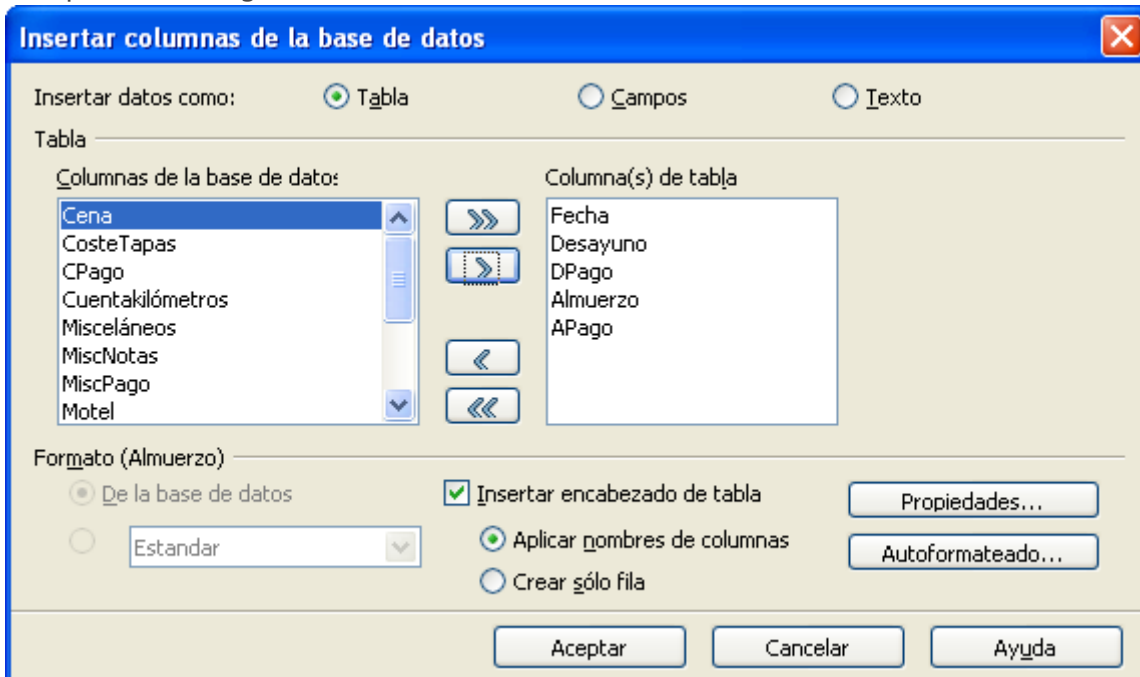 Insertar columnas de la base de datos
Insertar datos como: Tabla Campos Texto
Tabla
Columnas de la base de datos
Columna(s) de tabla
Cena
CosteTapas
CPago
Cuentakilómetros
Misceláneos
MiscNotas
MiscPago
Motel
Fecha
Desayuno
DPago
Almuerzo
APago
Formato (Almuerzo)
De la base de datos
Estandar
Insertar encabezado de tabla
Aplicar nombres de columnas
Crear sólo fila
Propiedades...
Autoformateado...
Aceptar Cancelar Ayuda